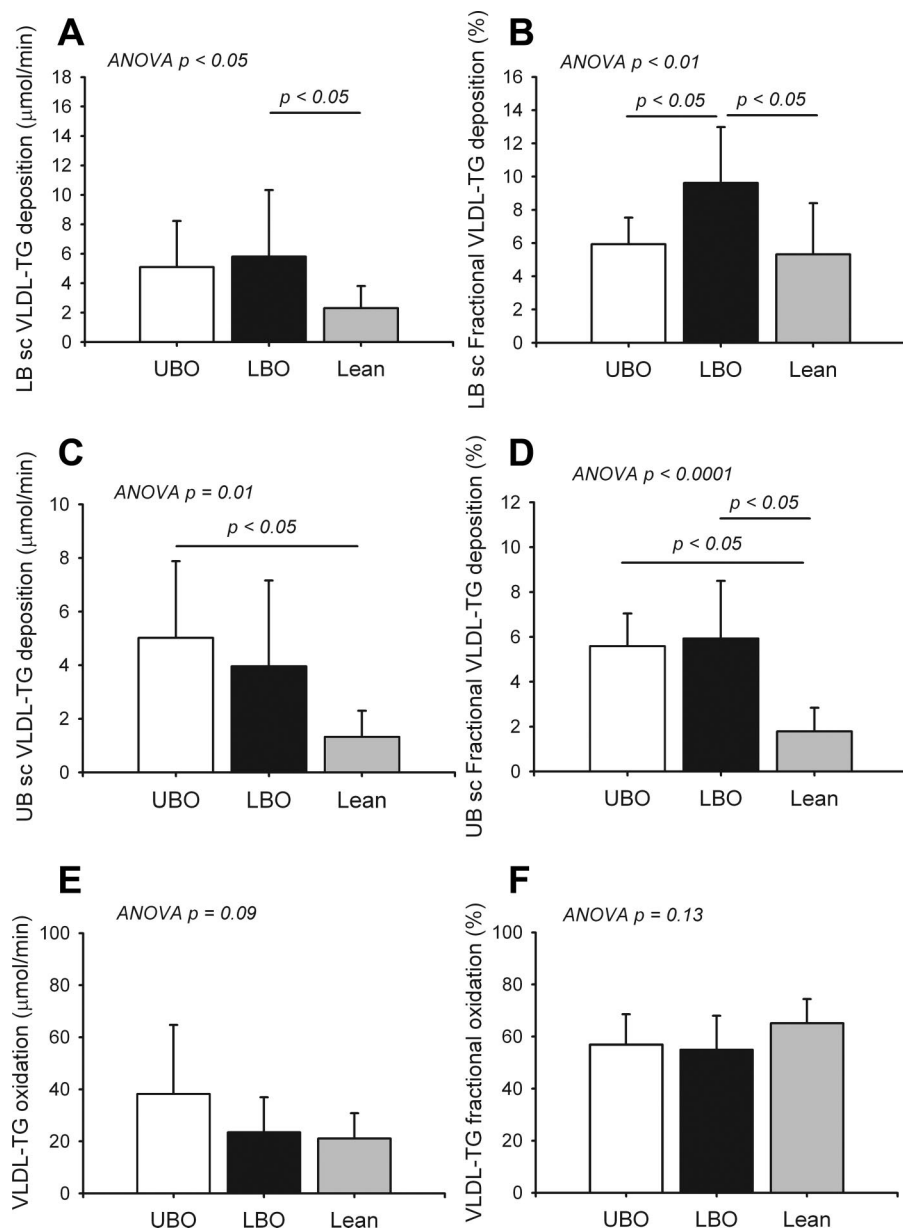 A
ANOVA p < 0.05
LB sc VLDL-TG deposition (μmol/min)
18
16
14
12
10
8
6
4
2
0
p < 0.05
UBO LBO Lean
B
ANOVA p < 0.01
LB sc Fractional VLDL-TG deposition (%)
16
14
12
10
8
6
4
2
0
p < 0.05 p < 0.05
UBO LBO Lean
C
ANOVA p = 0.01
UB sc VLDL-TG deposition (μmol/min)
10
8
6
4
2
0
p < 0.05
UBO LBO Lean
D
ANOVA p < 0.0001
UB sc Fractional VLDL-TG deposition (%)
12
10
8
6
4
2
0
p < 0.05
p < 0.05
UBO LBO Lean
E
ANOVA p = 0.09
VLDL-TG oxidation (μmol/min)
100
80
60
40
20
0
UBO LBO Lean
F
ANOVA p = 0.13
VLDL-TG fractional oxidation (%)
100
80
60
40
20
0
UBO LBO Lean